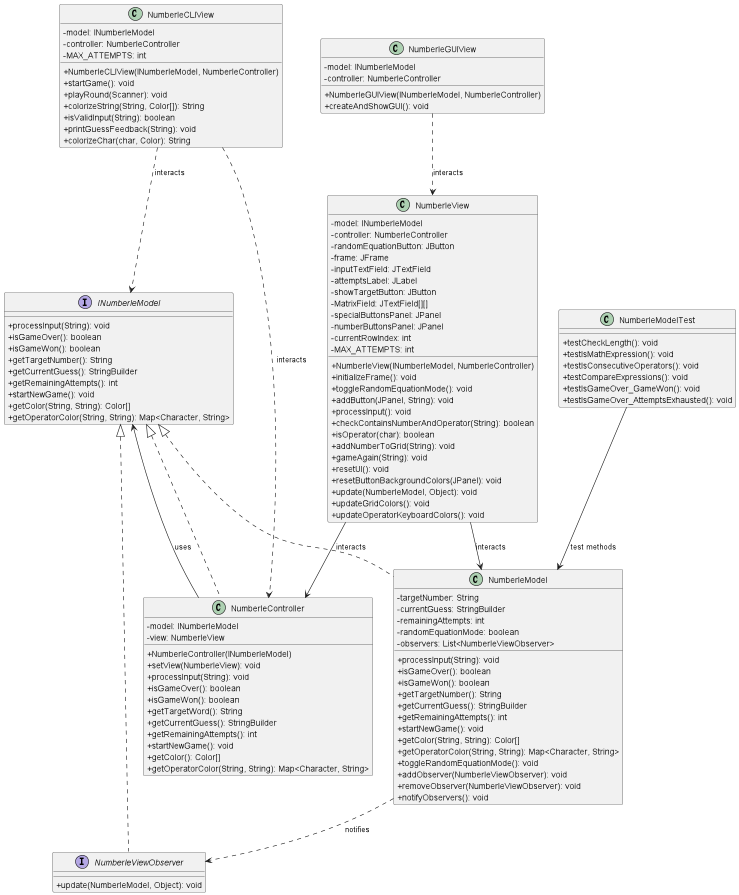 C NumberleCLIView
-model: INumberleModel
-controller: NumberleController
-MAX_ATTEMPTS: int
+NumberleCLIView(INumberleModel, NumberleController)
+startGame(): void
+playRound(Scanner): void
+colorizeString(String, Color[]): String
+isValidInput(String): boolean
+printGuessFeedback(String): void
+colorizeChar(char, Color): String
C NumberleGUIView
-model: INumberleModel
-controller: NumberleController
+NumberleGUIView(INumberleModel, NumberleController)
+createAndShowGUI(): void
interacts
interacts
C NumberleView
-model: INumberleModel
-controller: NumberleController
-randomEquationButton: JButton
-frame: JFrame
-inputTextField: JTextField
-attemptsLabel: JLabel
-showTargetButton: JButton
-MatrixField: JTextField[][]
-specialButtonsPanel: JPanel
-numberButtonsPanel: JPanel
-currentRowIndex: int
-MAX_ATTEMPTS: int
+NumberleView(INumberleModel, NumberleController)
+initializeFrame(): void
+toggleRandomEquationMode(): void
+addButton(JPanel, String): void
+processInput(): void
+checkContainsNumberAndOperator(String): boolean
+isOperator(char): boolean
+addNumberToGrid(String): void
+gameAgain(String): void
+resetUI(): void
+resetButtonBackgroundColors(JPanel): void
+update(NumberleModel, Object): void
+updateGridColors(): void
+updateOperatorKeyboardColors(): void
I INumberleModel
+processInput(String): void
+isGameOver(): boolean
+isGameWon(): boolean
+getTargetNumber(): String
+getCurrentGuess(): StringBuilder
+getRemainingAttempts(): int
+startNewGame(): void
+getColor(String, String): Color[]
+getOperatorColor(String, String): Map<Character, String>
interacts
C NumberleModelTest
+testCheckLength(): void
+testIsMathExpression(): void
+testIsConsecutiveOperators(): void
+testCompareExpressions(): void
+testIsGameOver_GameWon(): void
+testIsGameOver_AttemptsExhausted(): void
uses
interacts
interacts
test methods
C NumberleController
-model: INumberleModel
-view: NumberleView
+NumberleController(INumberleModel)
+setView(NumberleView): void
+processInput(String): void
+isGameOver(): boolean
+isGameWon(): boolean
+getTargetWord(): String
+getCurrentGuess(): StringBuilder
+getRemainingAttempts(): int
+startNewGame(): void
+getColor(): Color[]
+getOperatorColor(String, String): Map<Character, String>
C NumberleModel
-targetNumber: String
-currentGuess: StringBuilder
-remainingAttempts: int
-randomEquationMode: boolean
-observers: List<NumberleViewObserver>
+processInput(String): void
+isGameOver(): boolean
+isGameWon(): boolean
+getTargetNumber(): String
+getCurrentGuess(): StringBuilder
+getRemainingAttempts(): int
+startNewGame(): void
+getColor(String, String): Color[]
+getOperatorColor(String, String): Map<Character, String>
+toggleRandomEquationMode(): void
+addObserver(NumberleViewObserver): void
+removeObserver(NumberleViewObserver): void
+notifyObservers(): void
notifies
I NumberleViewObserver
+update(NumberleModel, Object): void